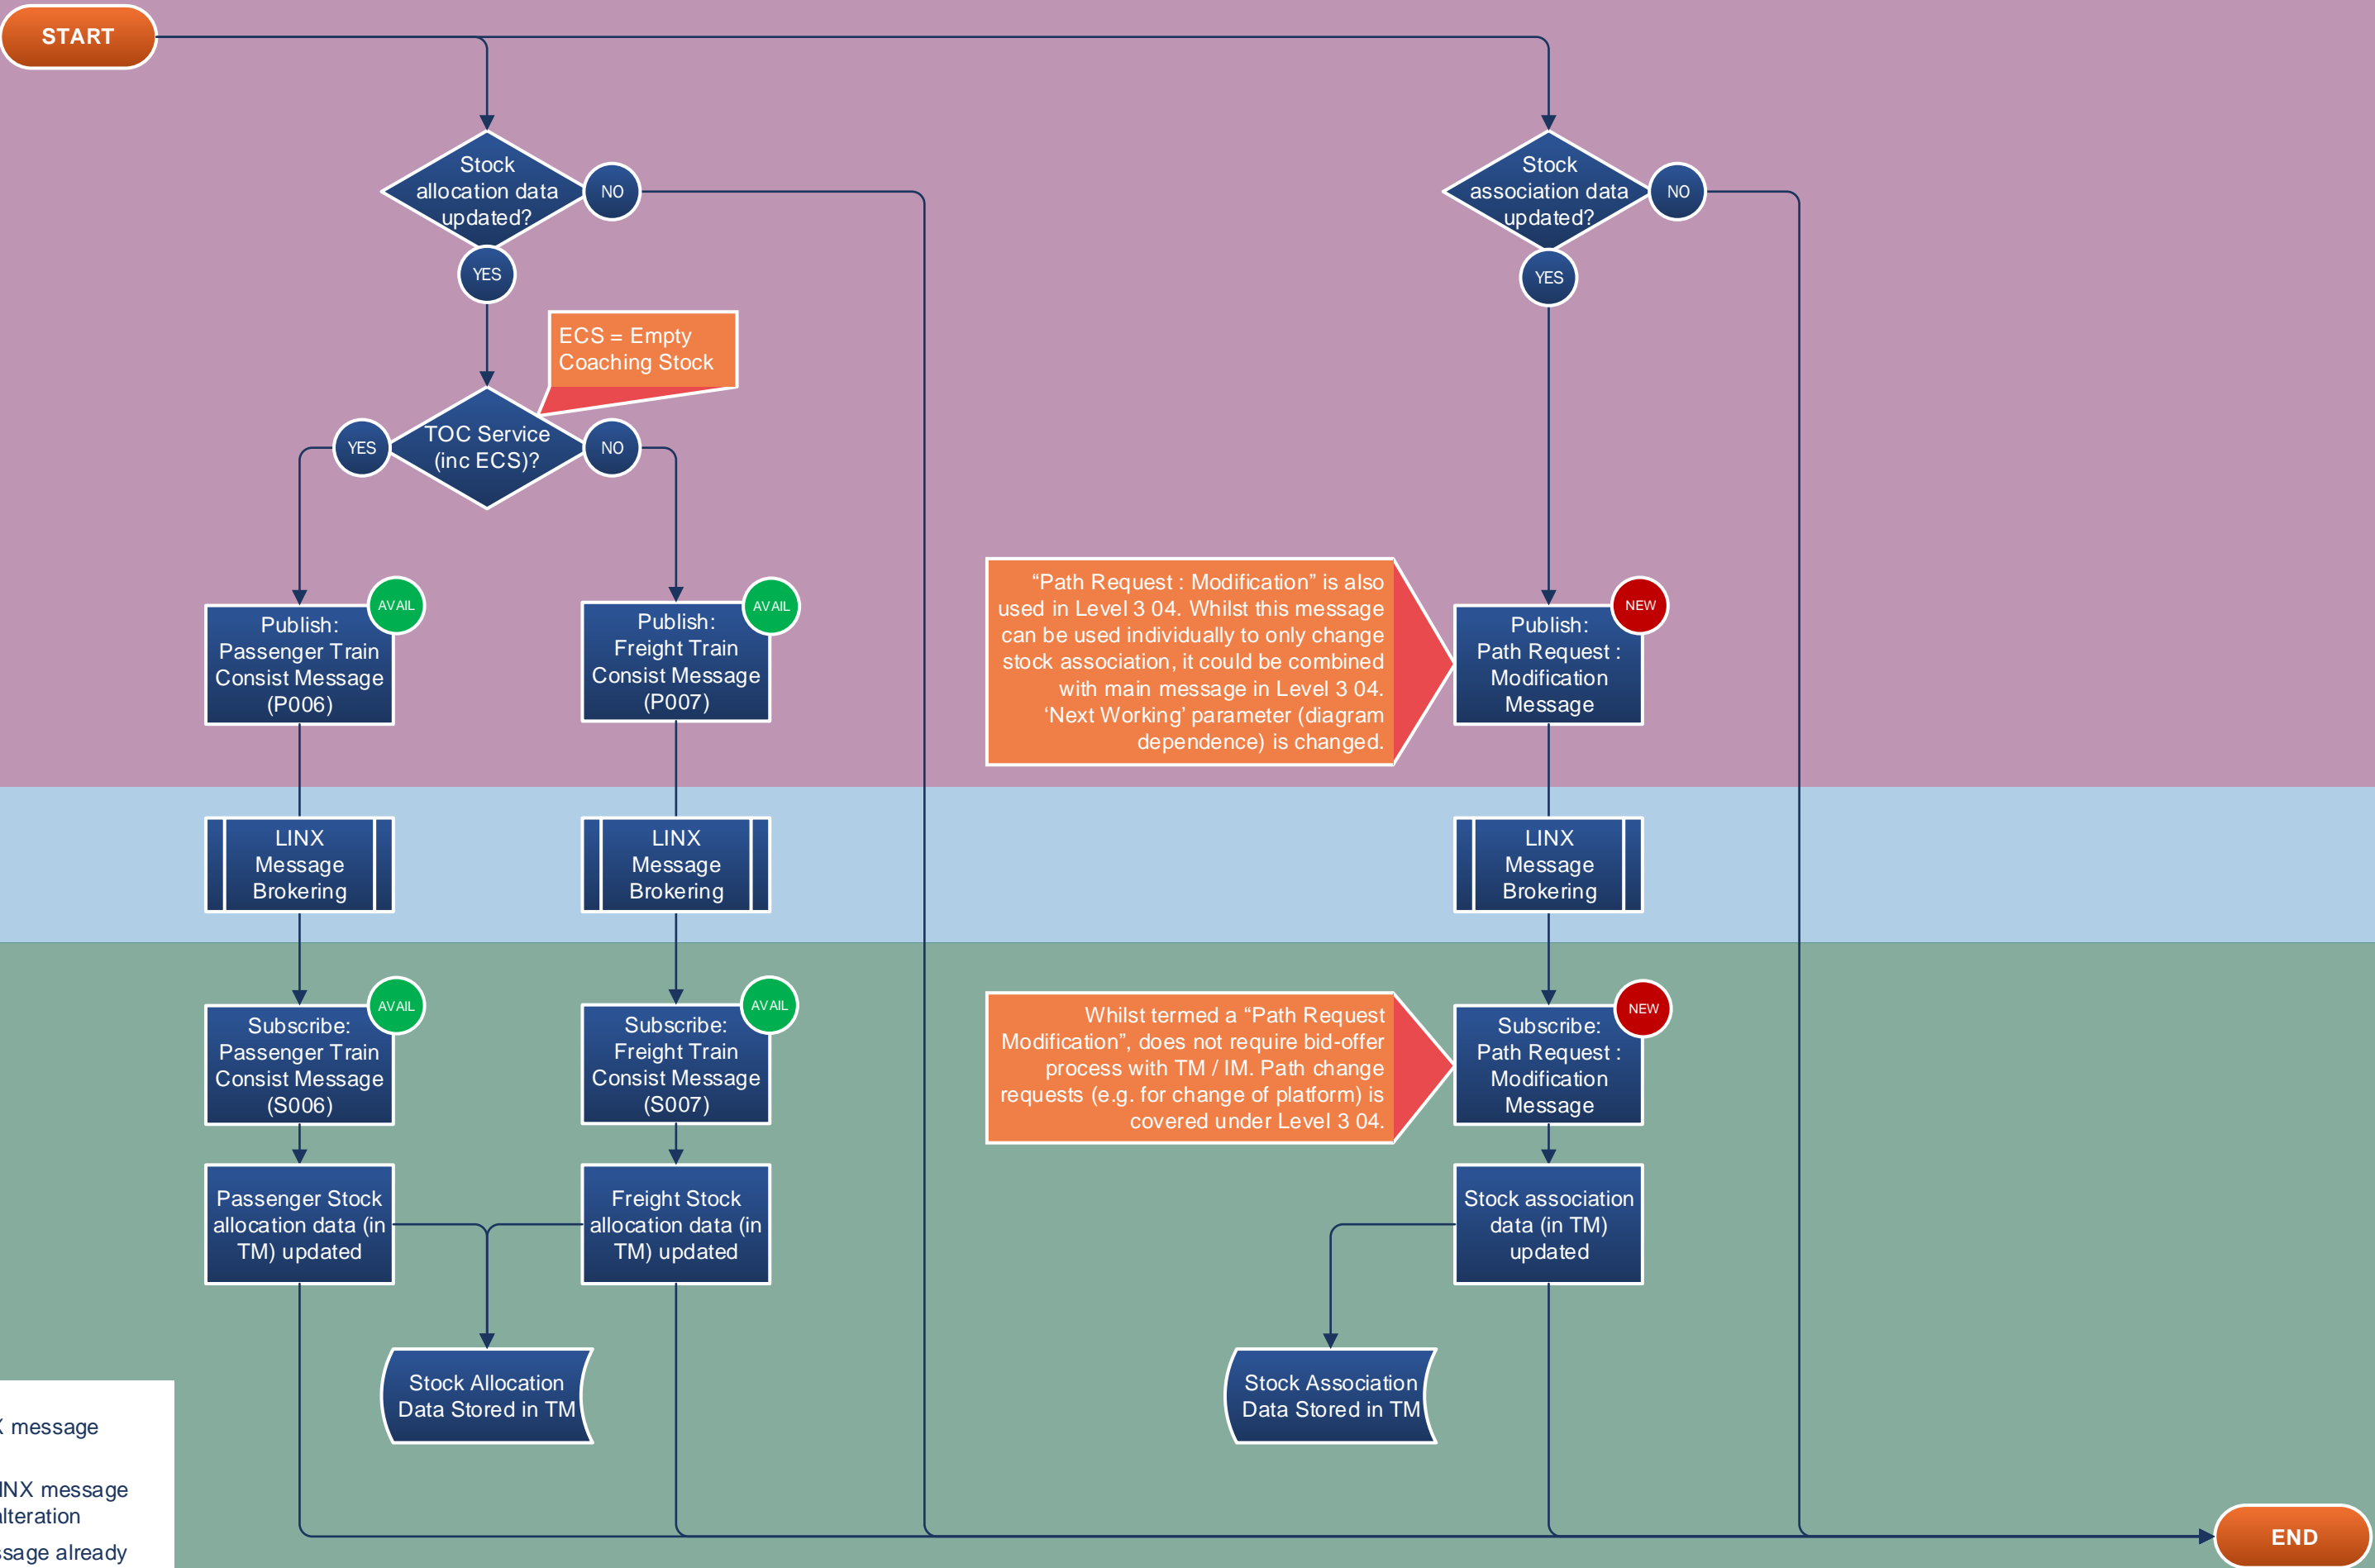 START
Stock
allocation data
updated?
NO
YES
Stock
association data
updated?
NO
YES
ECS = Empty
Coaching Stock
TOC Service
(inc ECS)?
YES
NO
AVAIL
Publish:
Passenger Train
Consist Message
(P006)
AVAIL
Publish:
Freight Train
Consist Message
(P007)
“Path Request : Modification” is also
used in Level 3 04. Whilst this message
can be used individually to only change
stock association, it could be combined
with main message in Level 3 04.
‘Next Working’ parameter (diagram
dependence) is changed.
NEW
Publish:
Path Request :
Modification
Message
LINX
Message
Brokering
LINX
Message
Brokering
LINX
Message
Brokering
AVAIL
Subscribe:
Passenger Train
Consist Message
(S006)
AVAIL
Subscribe:
Freight Train
Consist Message
(S007)
Whilst termed a “Path Request
Modification”, does not require bid-offer
process with TM / IM. Path change
requests (e.g. for change of platform) is
covered under Level 3 04.
NEW
Subscribe:
Path Request :
Modification
Message
Passenger Stock
allocation data (in
TM) updated
Freight Stock
allocation data (in
TM) updated
Stock association
data (in TM)
updated
Stock Allocation
Data Stored in TM
Stock Association
Data Stored in TM
message
message
already
END